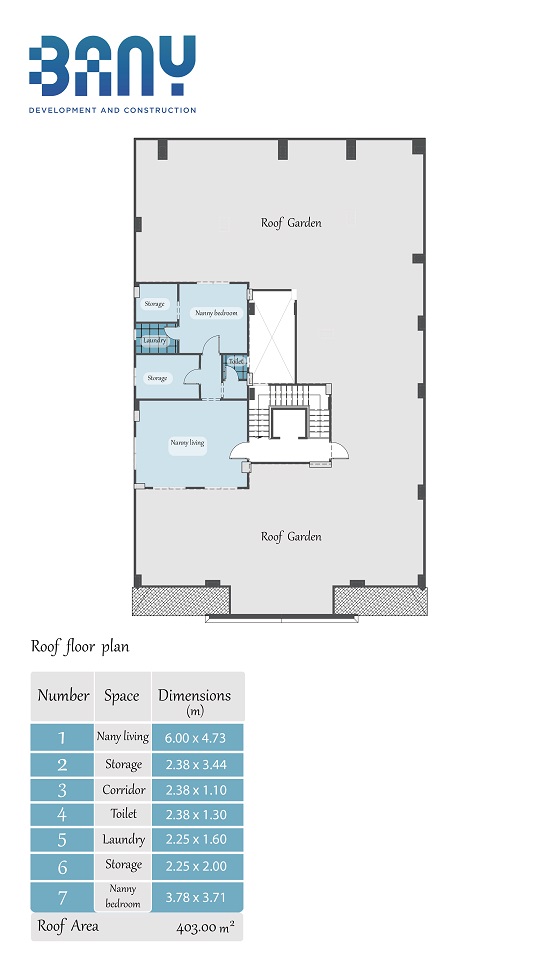 BANY
DEVELOPMENT AND CONSTRUCTION
Roof Garden
Storage
Nanny bedroom
Laundry
Toilet
Storage
Nanny living
Roof Garden
Roof floor plan
Number Space Dimensions
(m)
1 Nany living 6.00 x 4.73
2 Storage 2.38 x 3.44
3 Corridor 2.38 x 1.10
4 Toilet 2.38 x 1.30
5 Laundry 2.25 x 1.60
6 Storage 2.25 x 2.00
7 Nanny bedroom 3.78 x 3.71
Roof Area 403.00 m²